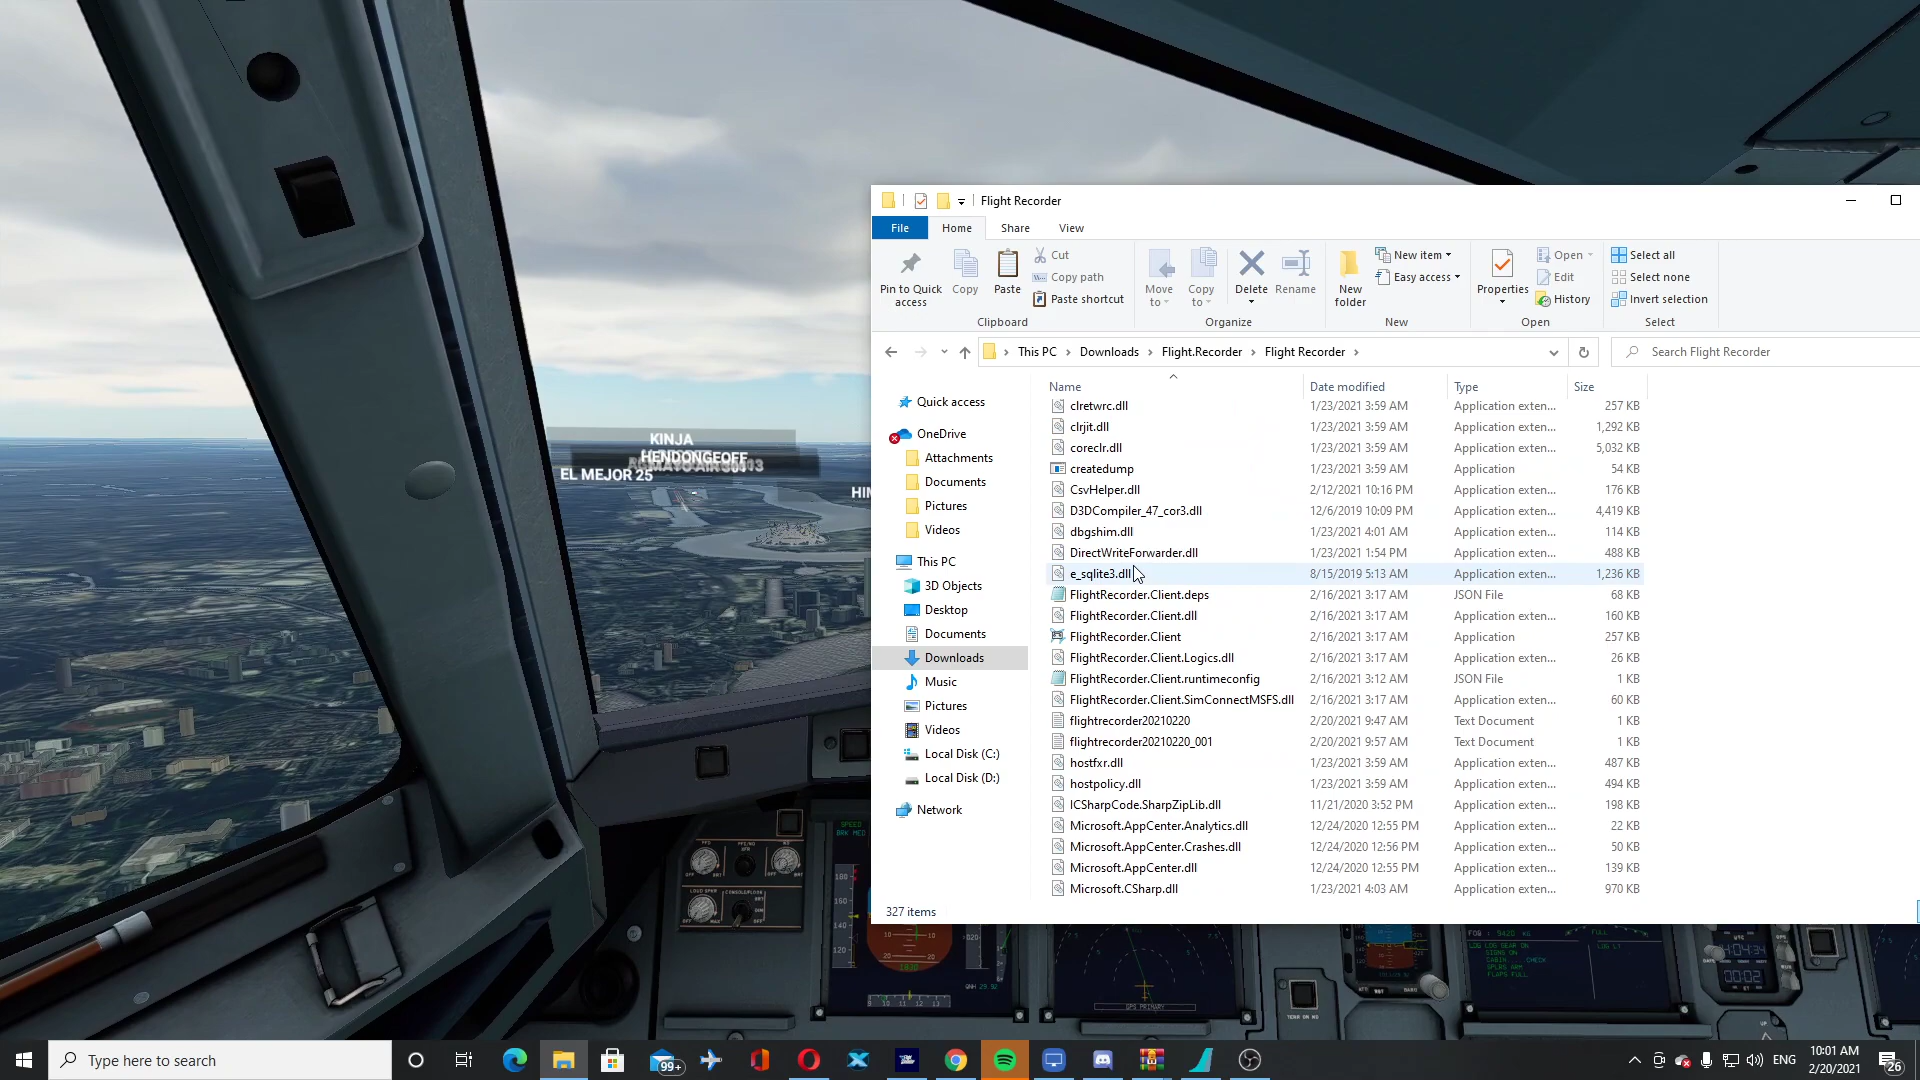 Flight Recorder
File
Home
Share
View
Pin to Quick access
Copy
Paste
Cut
Copy path
Paste shortcut
Clipboard
Move to
Copy to
Delete
Rename
Organize
New folder
New item
Easy access
New
Properties
Open
Edit
History
Open
Select all
Select none
Invert selection
Select
This PC
Downloads
Flight.Recorder
Flight Recorder
Search Flight Recorder
Name
Date modified
Type
Size
Quick access
OneDrive
Attachments
Documents
Pictures
Videos
This PC
3D Objects
Desktop
Documents
Downloads
Music
Pictures
Videos
Local Disk (C:)
Local Disk (D:)
Network
clretwrc.dll 1/23/2021 3:59 AM Application exten... 257 KB
clrjit.dll 1/23/2021 3:59 AM Application exten... 1,292 KB
coreclr.dll 1/23/2021 3:59 AM Application exten... 5,032 KB
createdump 1/23/2021 3:59 AM Application 54 KB
CsvHelper.dll 2/12/2021 10:16 PM Application exten... 176 KB
D3DCompiler_47_cor3.dll 12/6/2019 10:09 PM Application exten... 4,419 KB
dbgshim.dll 1/23/2021 4:01 AM Application exten... 114 KB
DirectWriteForwarder.dll 1/23/2021 1:54 PM Application exten... 488 KB
e_sqlite3.dll 8/15/2019 5:13 AM Application exten... 1,236 KB
FlightRecorder.Client.deps 2/16/2021 3:17 AM JSON File 68 KB
FlightRecorder.Client.dll 2/16/2021 3:17 AM Application exten... 160 KB
FlightRecorder.Client 2/16/2021 3:17 AM Application 257 KB
FlightRecorder.Client.Logics.dll 2/16/2021 3:17 AM Application exten... 26 KB
FlightRecorder.Client.runtimeconfig 2/16/2021 3:12 AM JSON File 1 KB
FlightRecorder.Client.SimConnectMSFS.dll 2/16/2021 3:17 AM Application exten... 60 KB
flightrecorder20210220 2/20/2021 9:47 AM Text Document 1 KB
flightrecorder20210220_001 2/20/2021 9:57 AM Text Document 1 KB
hostfxr.dll 1/23/2021 3:59 AM Application exten... 487 KB
hostpolicy.dll 1/23/2021 3:59 AM Application exten... 494 KB
ICSharpCode.SharpZipLib.dll 11/21/2020 3:52 PM Application exten... 198 KB
Microsoft.AppCenter.Analytics.dll 12/24/2020 12:55 PM Application exten... 22 KB
Microsoft.AppCenter.Crashes.dll 12/24/2020 12:56 PM Application exten... 50 KB
Microsoft.AppCenter.dll 12/24/2020 12:55 PM Application exten... 139 KB
Microsoft.CSharp.dll 1/23/2021 4:03 AM Application exten... 970 KB
327 items
KINJA
HENDONGEOFF
EL MEJOR 25
SPEED
BRK MED
180
160
140
120
QNH 29.92
GPS PRIMARY
SIGNS ON
SPLRS ARM
FLAPS FULL
FULL
Type here to search
99+
ENG
10:01 AM
2/20/2021
26